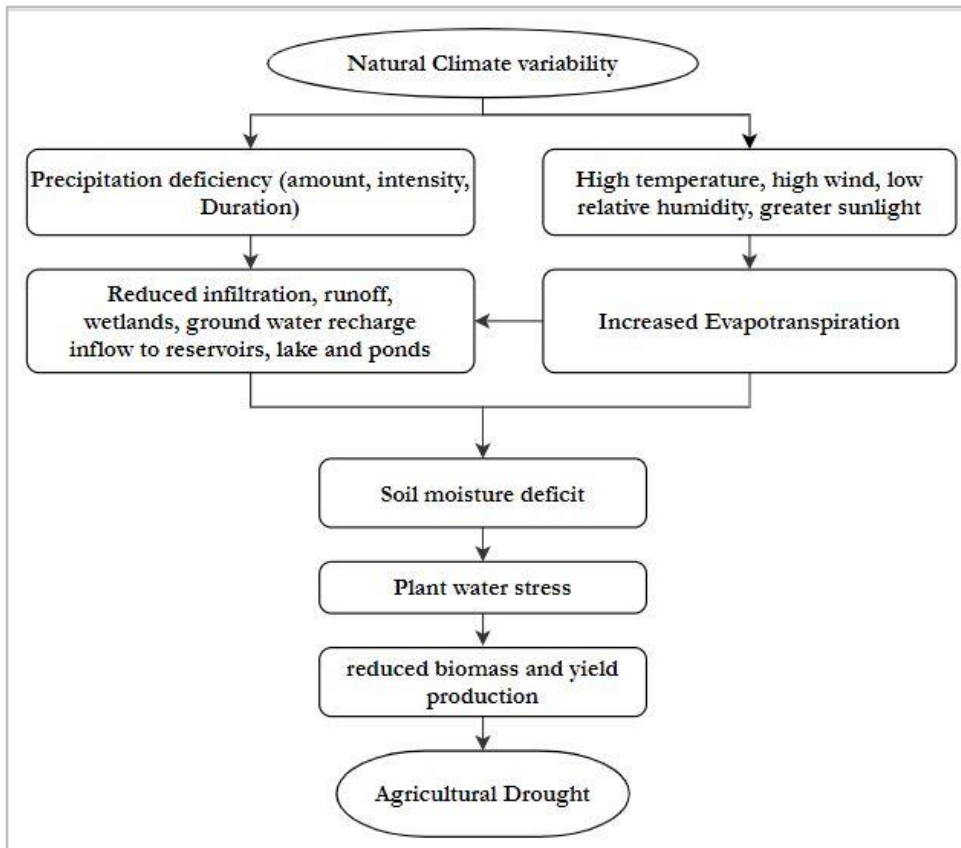 Natural Climate variability
Precipitation deficiency (amount, intensity,
Duration)
High temperature, high wind, low
relative humidity, greater sunlight
Reduced infiltration, runoff,
wetlands, ground water recharge
inflow to reservoirs, lake and ponds
Increased Evapotranspiration
Soil moisture deficit
Plant water stress
reduced biomass and yield
production
Agricultural Drought